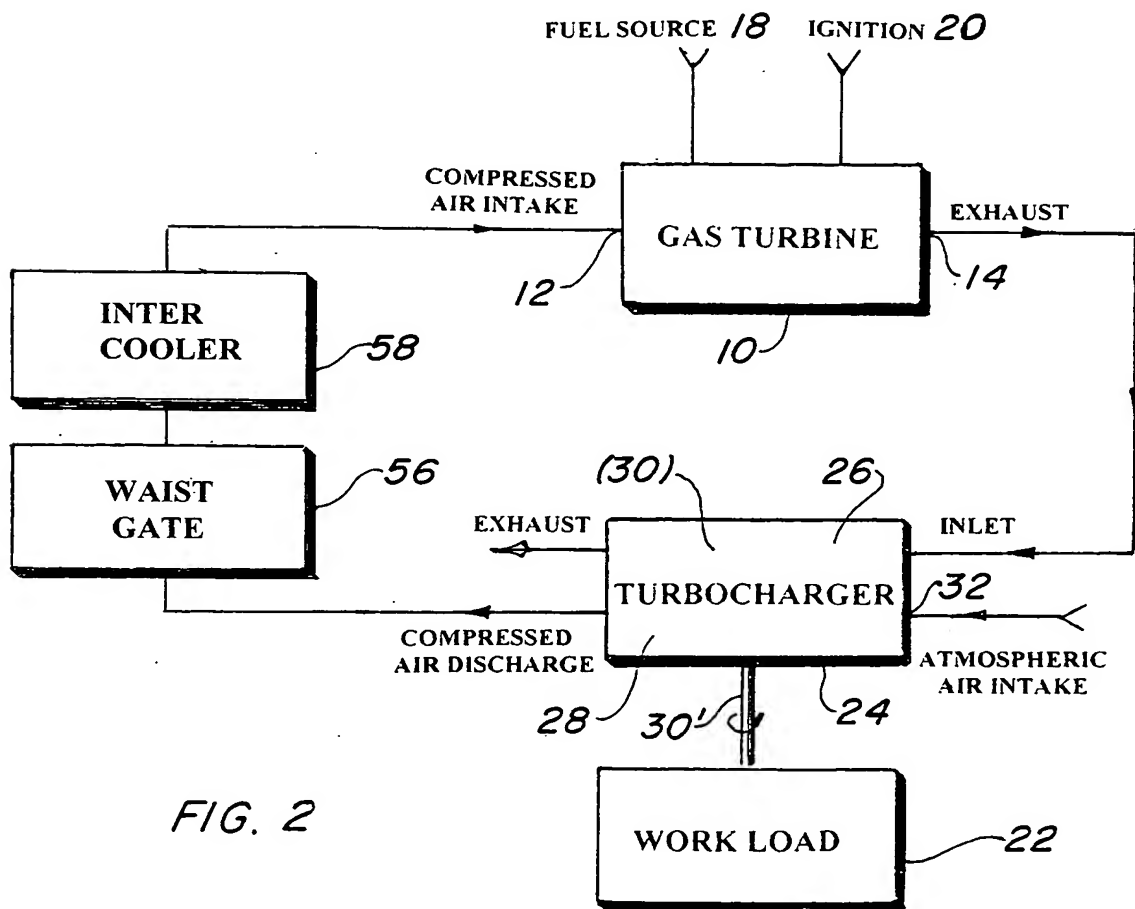 FUEL SOURCE 18
IGNITION 20
COMPRESSED
AIR INTAKE
GAS TURBINE
EXHAUST
12
14
10
INTER
COOLER
58
WAIST
GATE
56
(30)
26
EXHAUST
INLET
TURBOCHARGER
32
COMPRESSED
AIR DISCHARGE
ATMOSPHERIC
AIR INTAKE
28
30'
24
WORK LOAD
22
FIG. 2